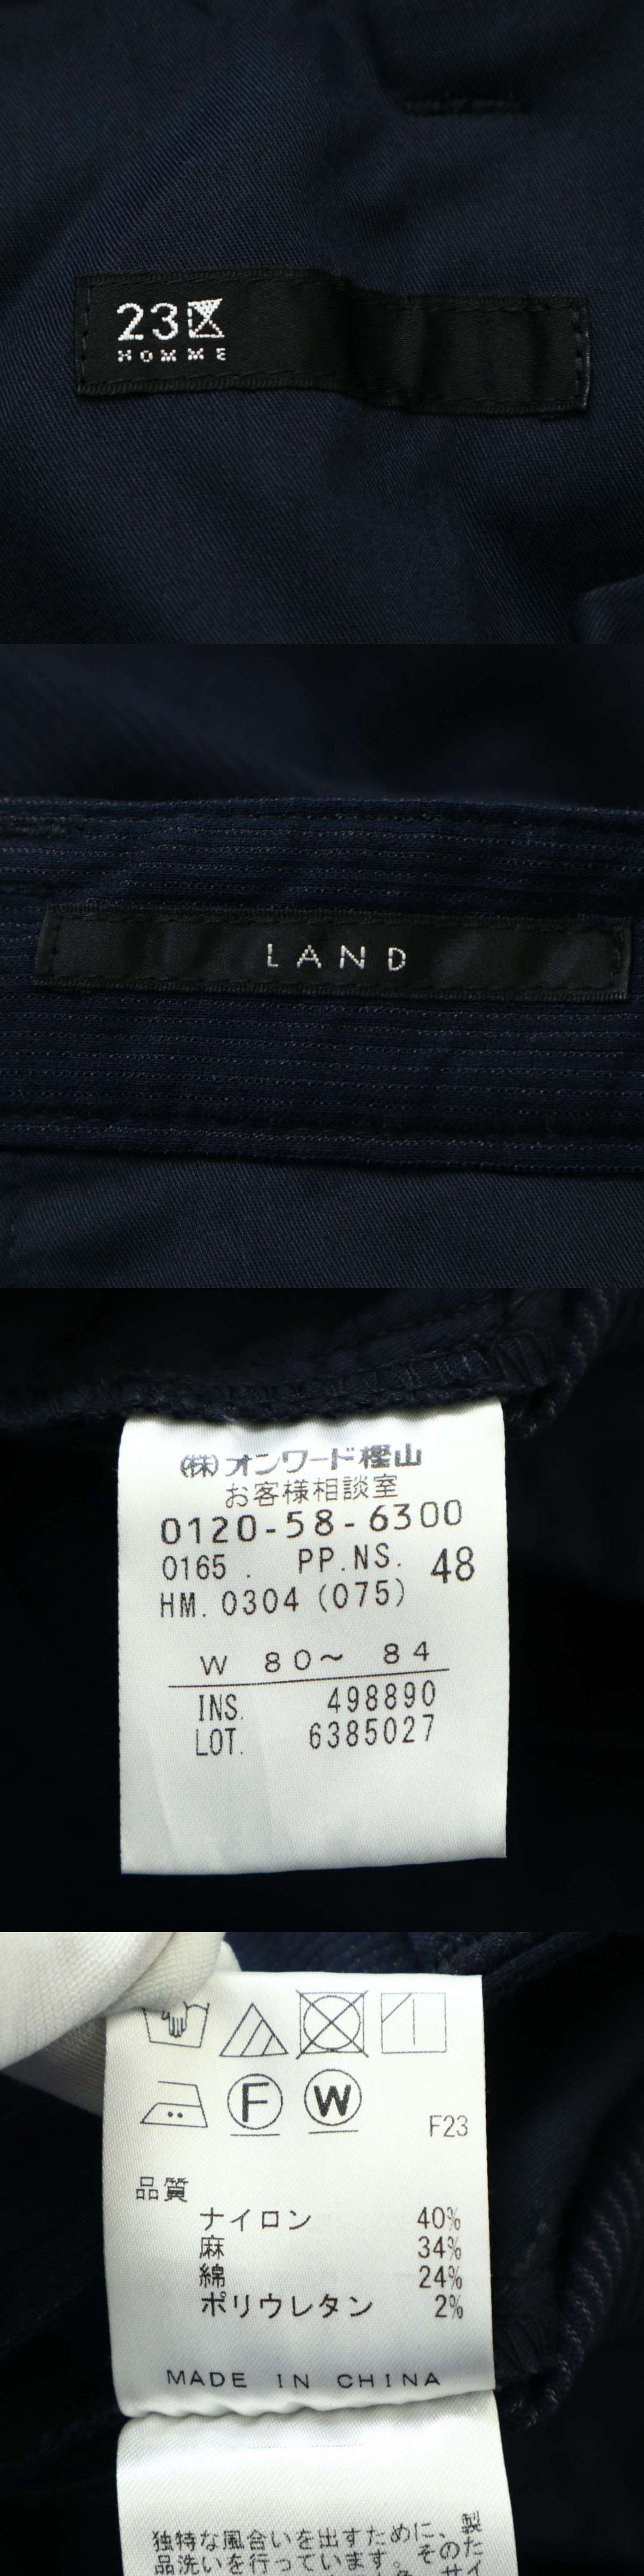 23区
HOMME
LAND
(株)オンワード樫山
お客様相談室
0120-58-6300
0165 . PP.NS. 48
HM. 0304 (075)
W 80~ 84
INS. 498890
LOT. 6385027
F
W
F23
品質
ナイロン 40%
麻 34%
綿 24%
ポリウレタン 2%
MADE IN CHINA
独特な風合いを出すために、製
品洗いを行っています。そのた